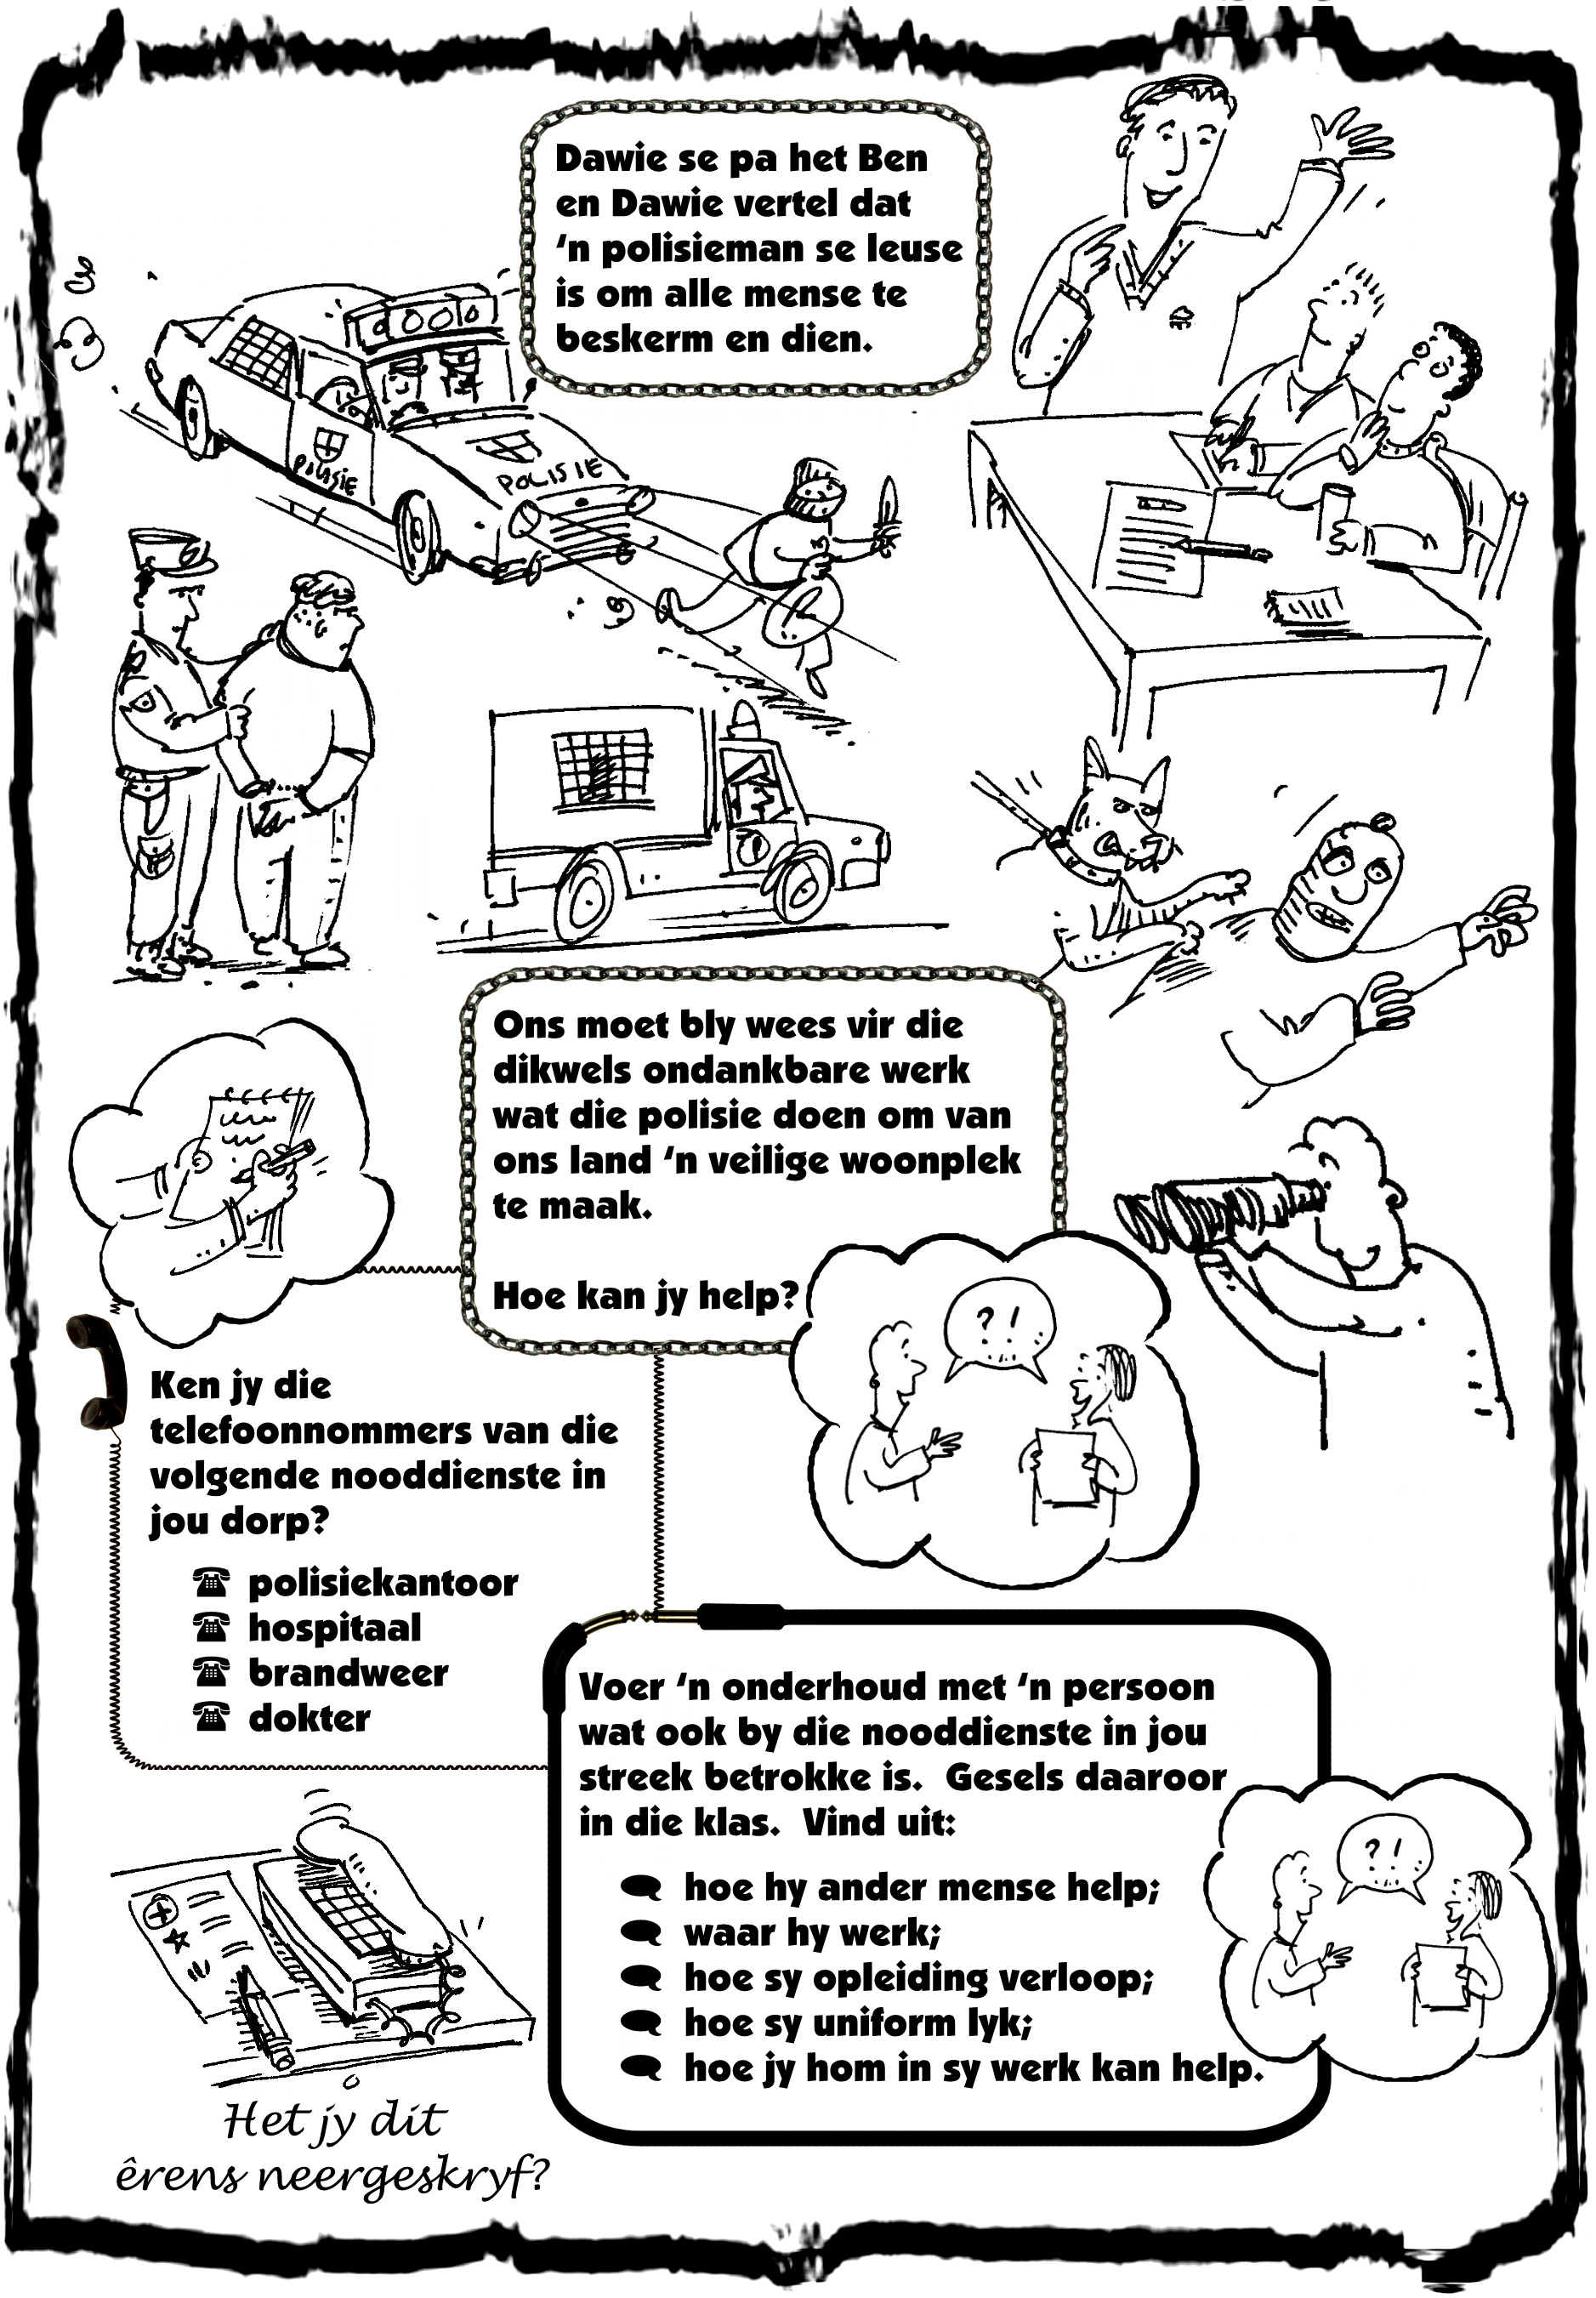 Dawie se pa het Ben
en Dawie vertel dat
‘n polisieman se leuse
is om alle mense te
beskerm en dien.
POLISIE
POLISIE
Ons moet bly wees vir die
dikwels ondankbare werk
wat die polisie doen om van
ons land ‘n veilige woonplek
te maak.
Hoe kan jy help?
? !
Ken jy die
telefoonnommers van die
volgende nooddienste in
jou dorp?
polisiekantoor
hospitaal
brandweer
dokter
Voer ‘n onderhoud met ‘n persoon
wat ook by die nooddienste in jou
streek betrokke is.  Gesels daaroor
in die klas.  Vind uit:
hoe hy ander mense help;
waar hy werk;
hoe sy opleiding verloop;
hoe sy uniform lyk;
hoe jy hom in sy werk kan help.
? !
Het jy dit
êrens neergeskryf?